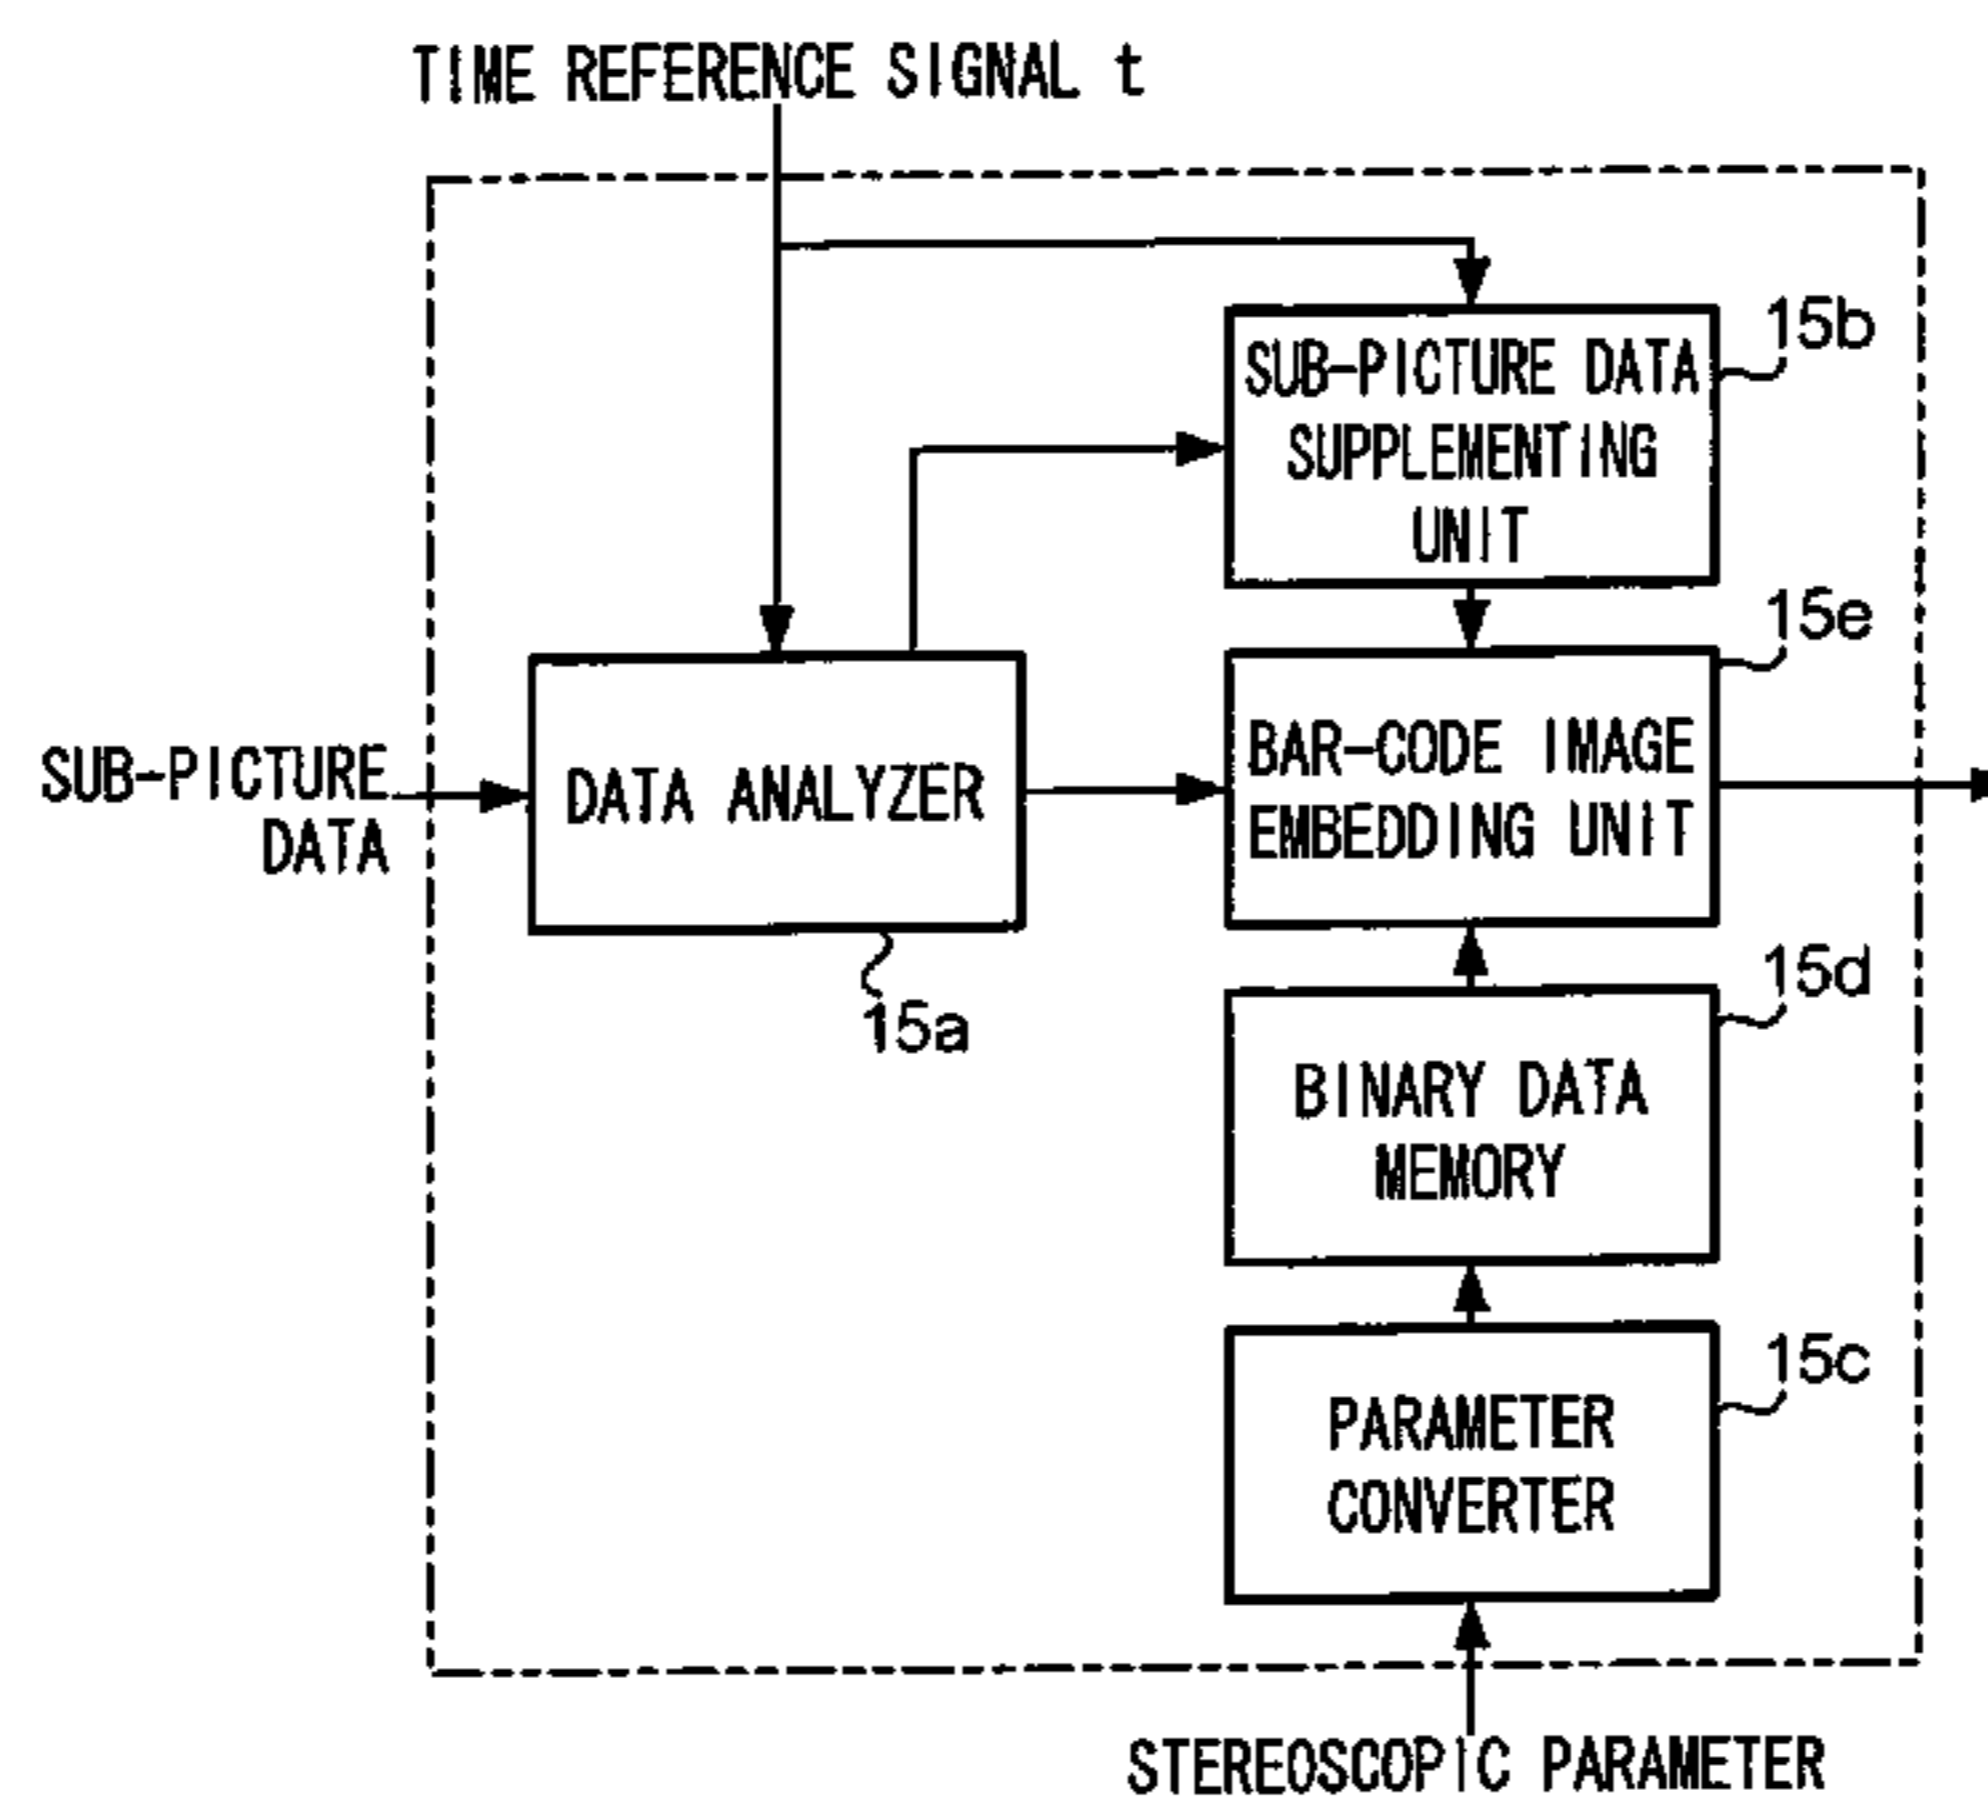 TIME REFERENCE SIGNAL t
15b
SUB-PICTURE DATA
SUPPLEMENTING
UNIT
15e
SUB-PICTURE
DATA
DATA ANALYZER
BAR-CODE IMAGE
EMBEDDING UNIT
15a
15d
BINARY DATA
MEMORY
15c
PARAMETER
CONVERTER
STEREOSCOPIC PARAMETER